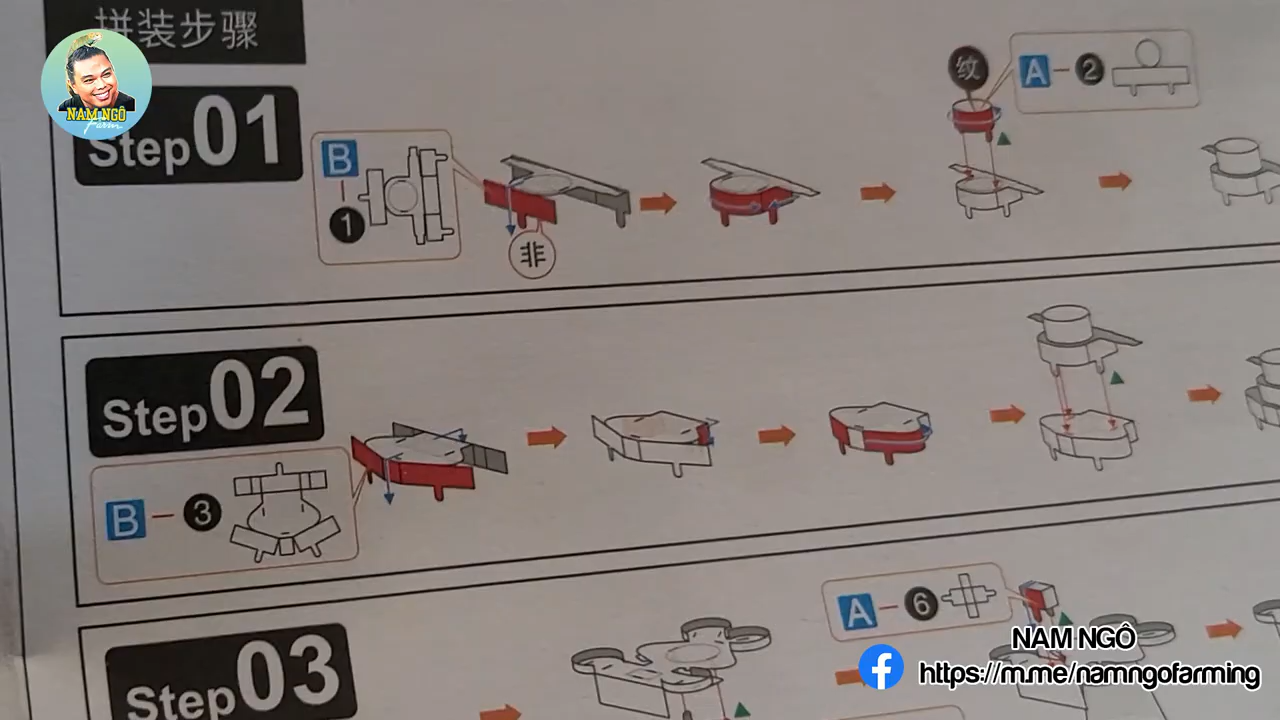 拼装步骤
NAM NGÔ
Farm
Step01
B
1
非
纹
A-2
Step02
B-3
Step03
A-6
NAM NGÔ
https://m.me/namngofarming